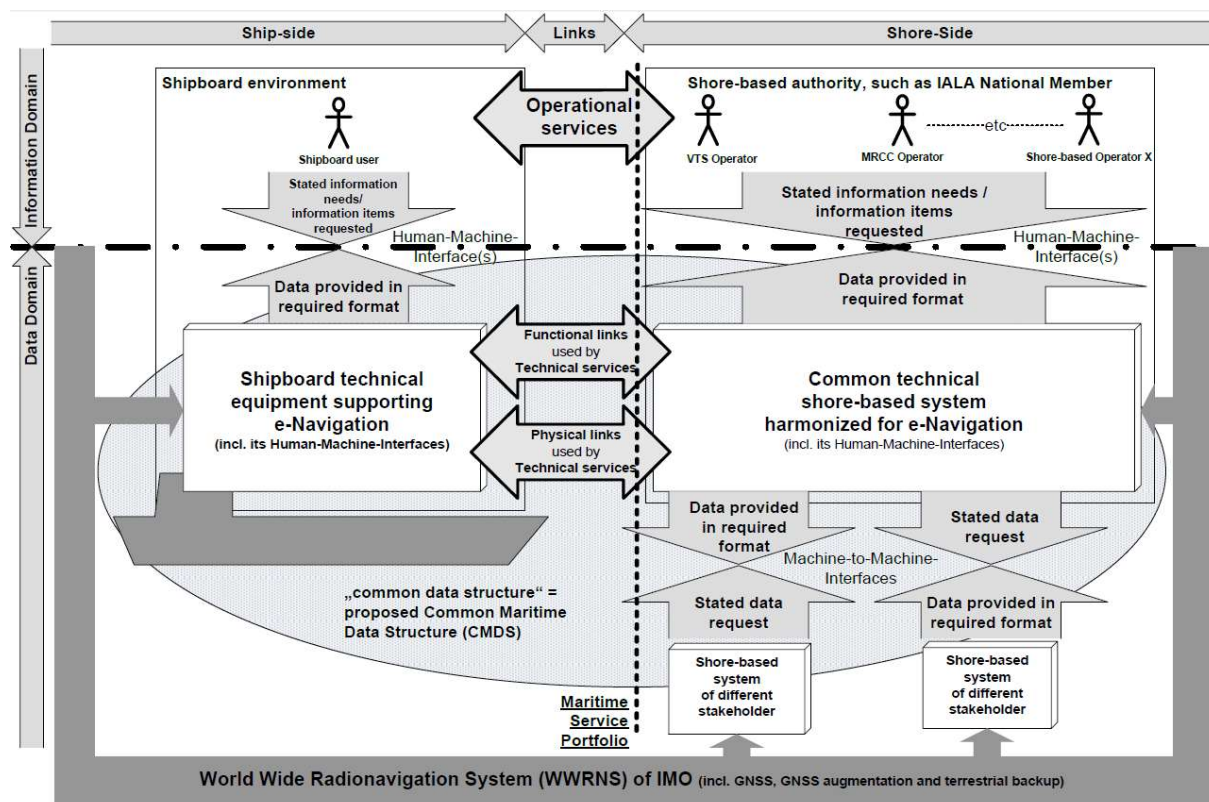 Ship-side
Links
Shore-Side
Information Domain
Data Domain
Shipboard environment
Shipboard user
Operational
services
Shore-based authority, such as IALA National Member
VTS Operator
MRCC Operator
etc
Shore-based Operator X
Stated information
needs/
information items
requested
Human-Machine-
Interface(s)
Stated information needs /
information items
requested
Human-Machine-
Interface(s)
Data provided in
required format
Data provided
in required format
Shipboard technical
equipment supporting
e-Navigation
(incl. its Human-Machine-Interfaces)
Functional links
used by
Technical services
Physical links
used by
Technical services
Common technical
shore-based system
harmonized for e-Navigation
(incl. its Human-Machine-Interfaces)
Data provided
in required
format
Stated data
request
Machine-to-Machine-
Interfaces
Stated data
request
Data provided in
required format
„common data structure“ =
proposed Common Maritime
Data Structure (CMDS)
Shore-based
system
of different
stakeholder
Shore-based
system
of different
stakeholder
Maritime
Service
Portfolio
World Wide Radionavigation System (WWRNS) of IMO (incl. GNSS, GNSS augmentation and terrestrial backup)